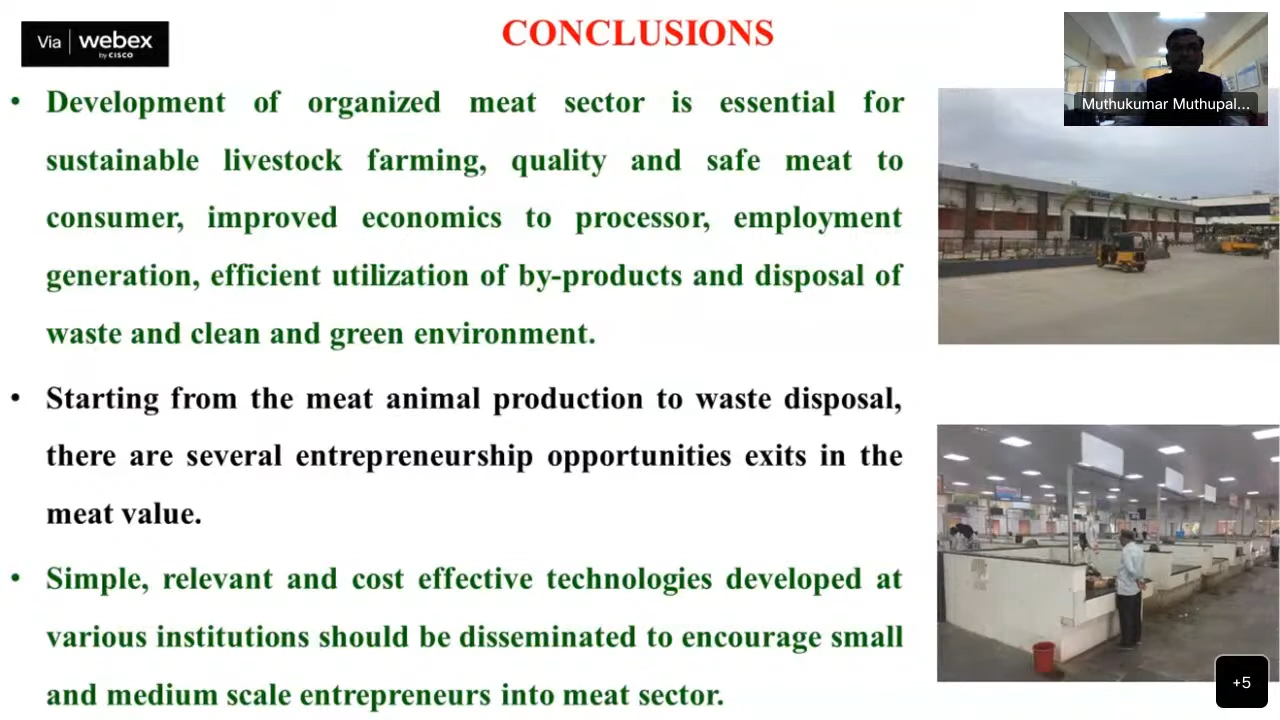 Via webex
by CISCO
CONCLUSIONS
Muthukumar Muthupal...
• Development of organized meat sector is essential for
sustainable livestock farming, quality and safe meat to
consumer, improved economics to processor, employment
generation, efficient utilization of by-products and disposal of
waste and clean and green environment.
• Starting from the meat animal production to waste disposal,
there are several entrepreneurship opportunities exits in the
meat value.
• Simple, relevant and cost effective technologies developed at
various institutions should be disseminated to encourage small
and medium scale entrepreneurs into meat sector.
+5